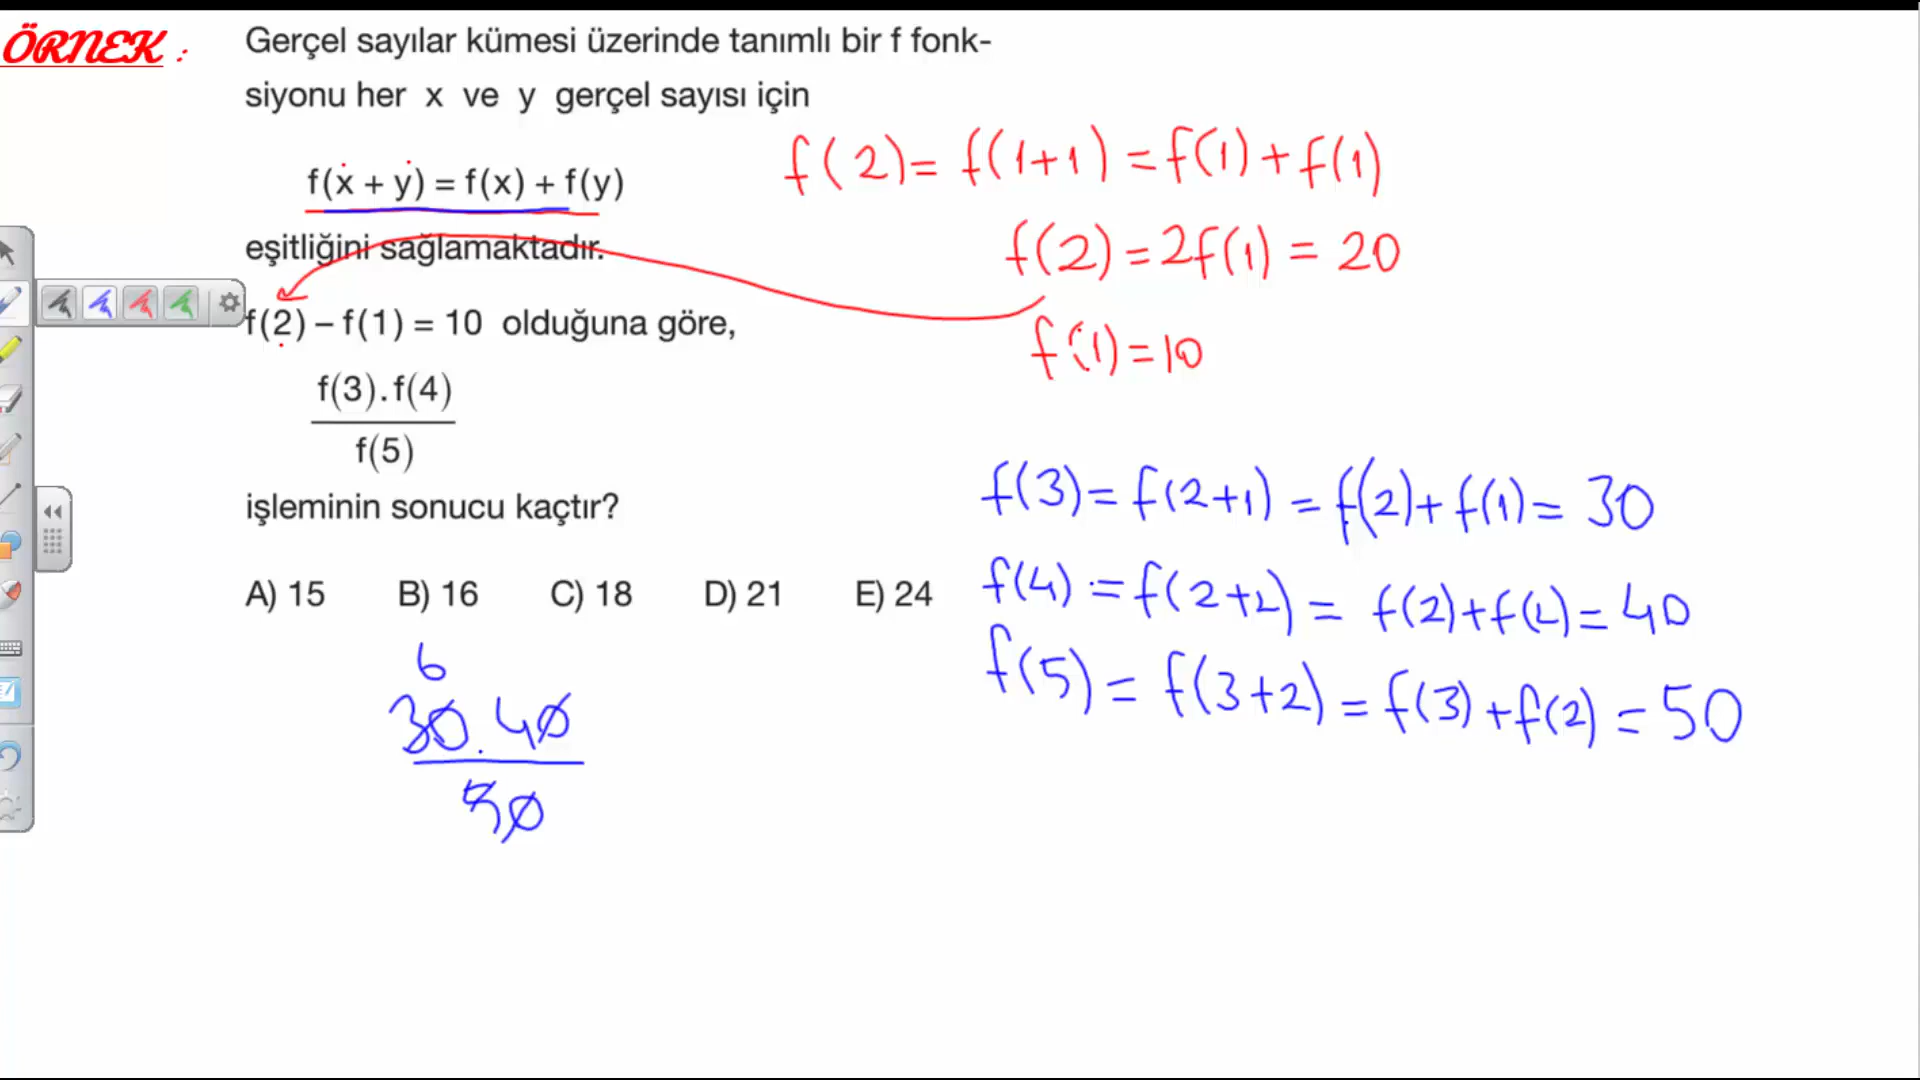 ÖRNEK :
Gerçel sayılar kümesi üzerinde tanımlı bir f fonk-
siyonu her x ve y gerçel sayısı için
f(x + y) = f(x) + f(y)
eşitliğini sağlamaktadır.
f(2) – f(1) = 10 olduğuna göre,
f(3).f(4)
f(5)
işleminin sonucu kaçtır?
A) 15 B) 16 C) 18 D) 21 E) 24
6
30.40
50
f(2) = f(1+1) = f(1) + f(1)
f(2) = 2f(1) = 20
f(1) = 10
f(3) = f(2+1) = f(2) + f(1) = 30
f(4) = f(2+2) = f(2) + f(2) = 40
f(5) = f(3+2) = f(3) + f(2) = 50